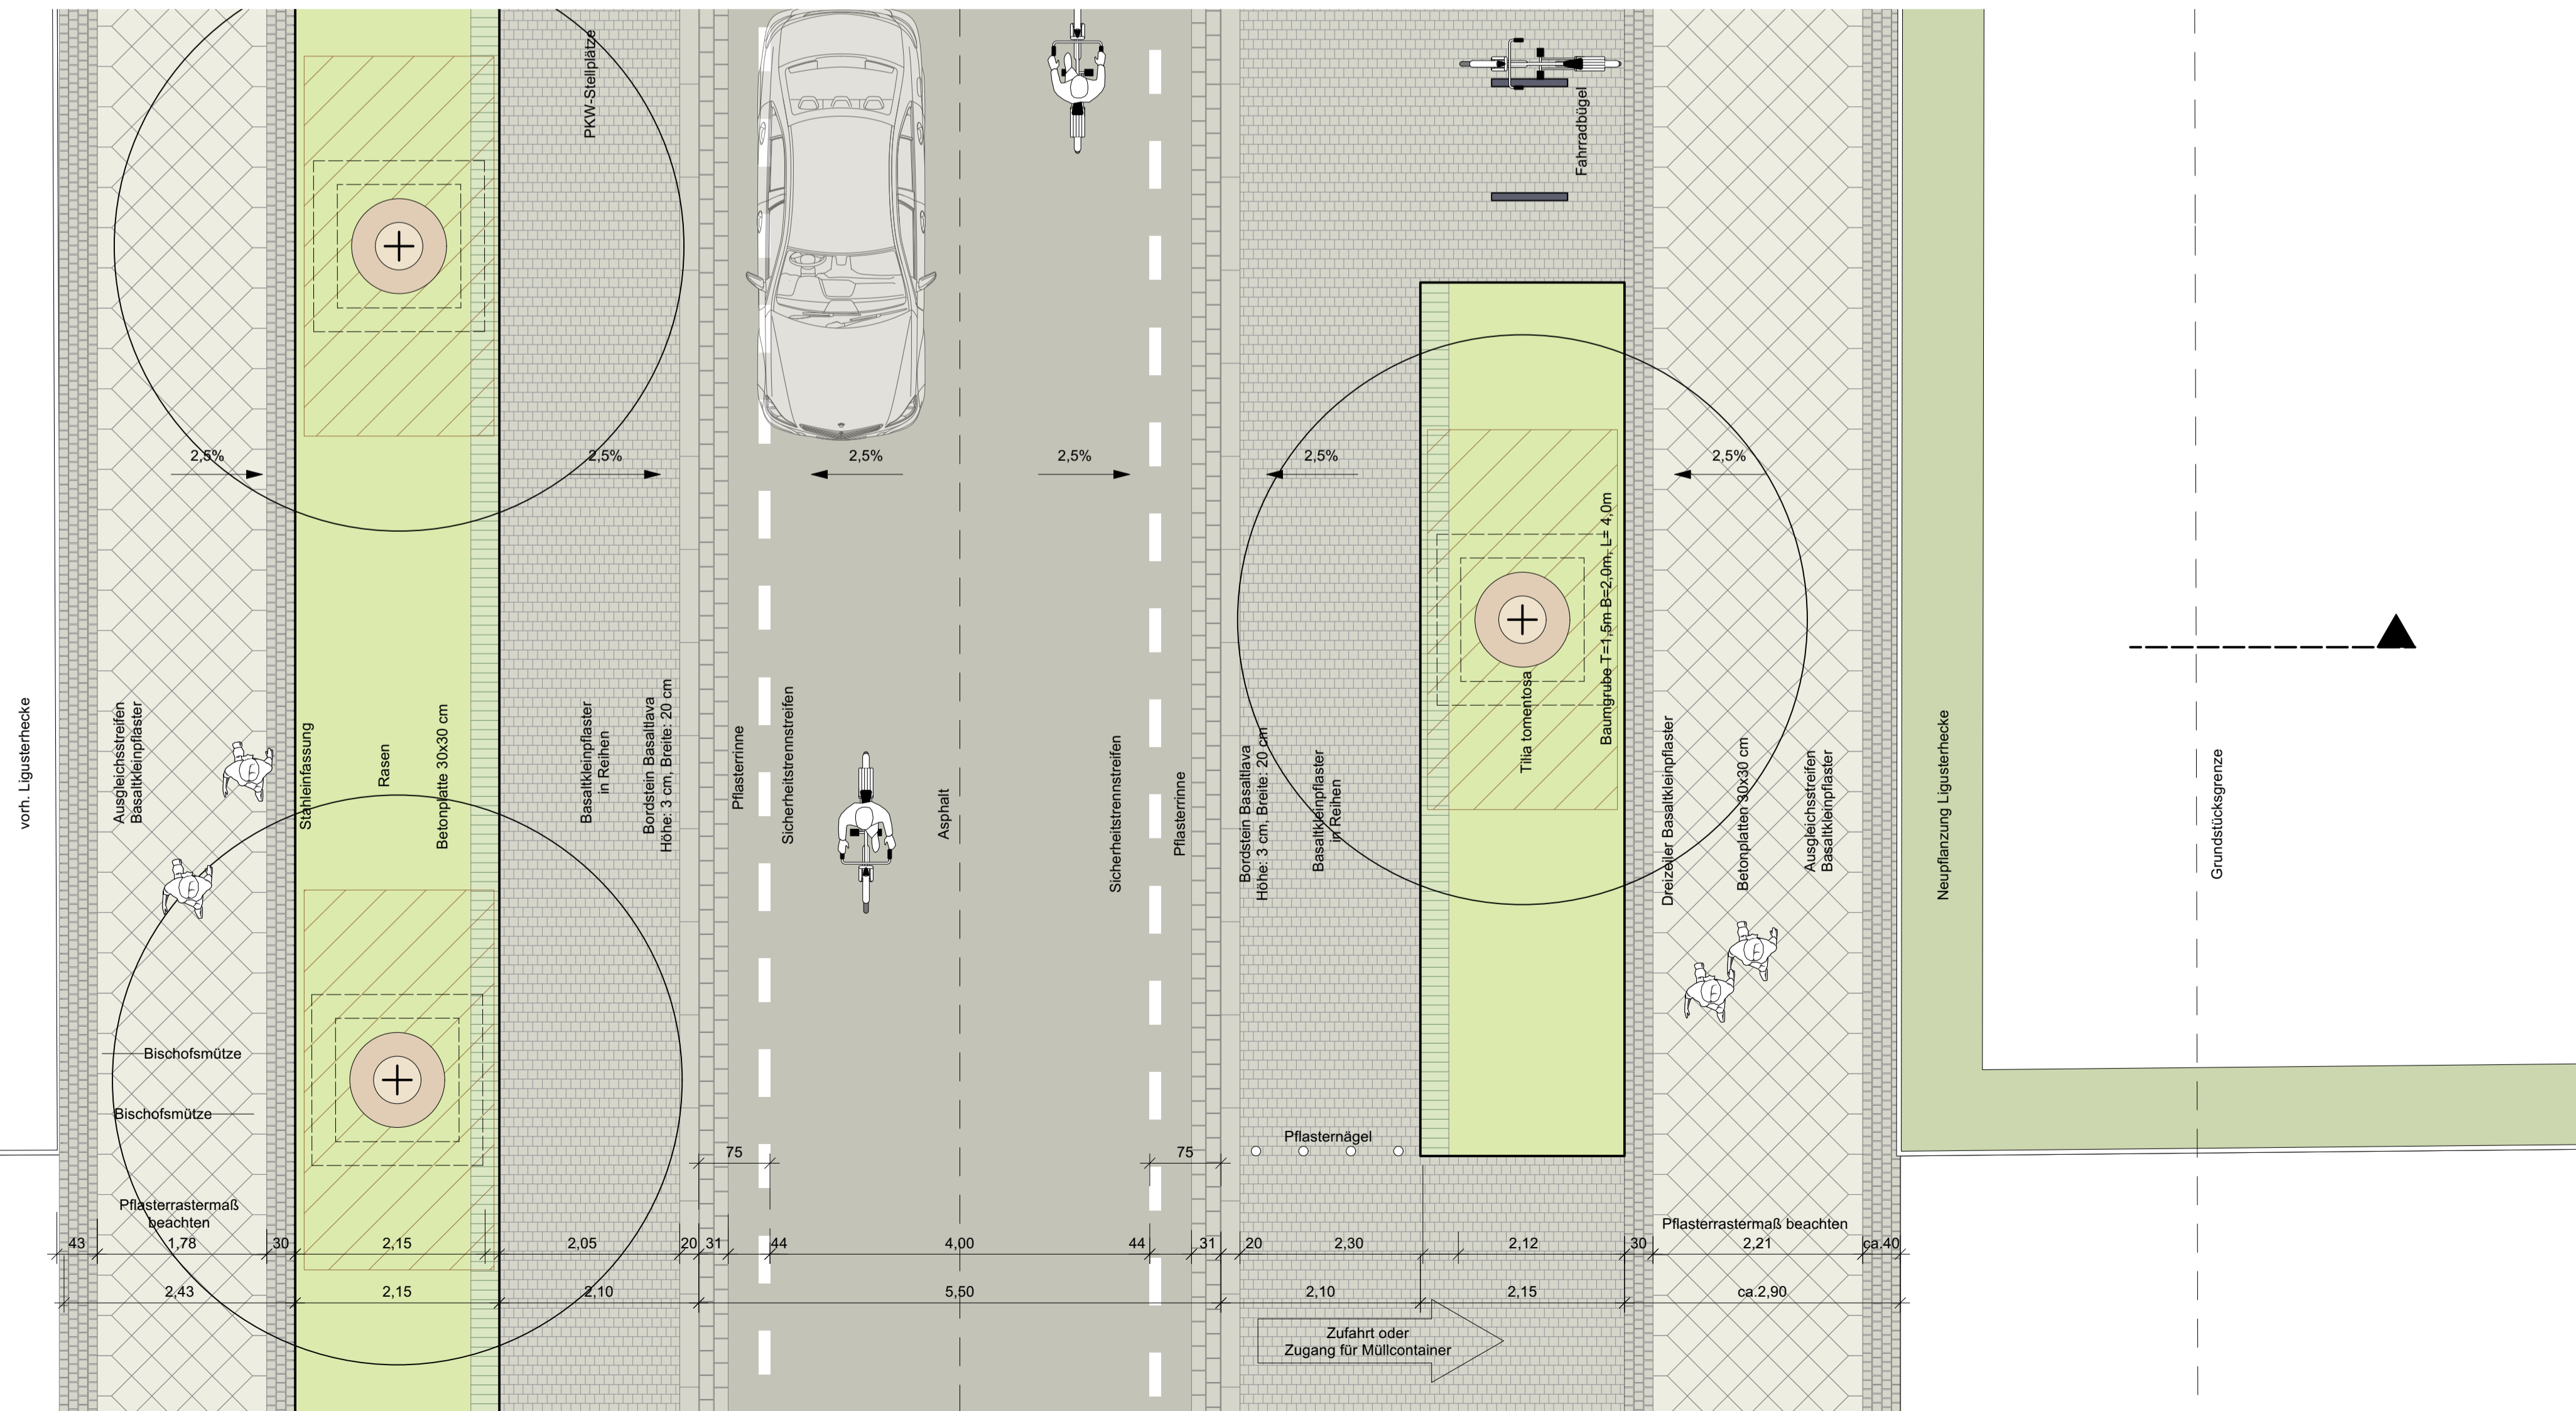 PKW-Stellplätze
Fahrradbügel
2,5%
2,5%
2,5%
2,5%
2,5%
2,5%
vorh. Ligusterhecke
Ausgleichsstreifen
Basaltkleinpflaster
Stahleinfassung
Rasen
Betonplatte 30x30 cm
Basaltkleinpflaster
in Reihen
Bordstein Basaltlava
Höhe: 3 cm, Breite: 20 cm
Pflasterrinne
Sicherheitstrennstreifen
Asphalt
Sicherheitstrennstreifen
Pflasterrinne
Bordstein Basaltlava
Höhe: 3 cm, Breite: 20 cm
Basaltkleinpflaster
in Reihen
Tilia tomentosa
Baumgrube T=1,5m B=2,0m, L= 4,0m
Dreizeiler Basaltkleinpflaster
Betonplatten 30x30 cm
Ausgleichsstreifen
Basaltkleinpflaster
Neupflanzung Ligusterhecke
Grundstücksgrenze
Bischofsmütze
Bischofsmütze
Pflasternägel
75
75
Pflasterrastermaß
beachten
Pflasterrastermaß beachten
43
1,78
30
2,15
2,05
20
31
44
4,00
44
31
20
2,30
2,12
30
2,21
ca.40
2,43
2,15
2,10
5,50
2,10
2,15
ca.2,90
Zufahrt oder
Zugang für Müllcontainer